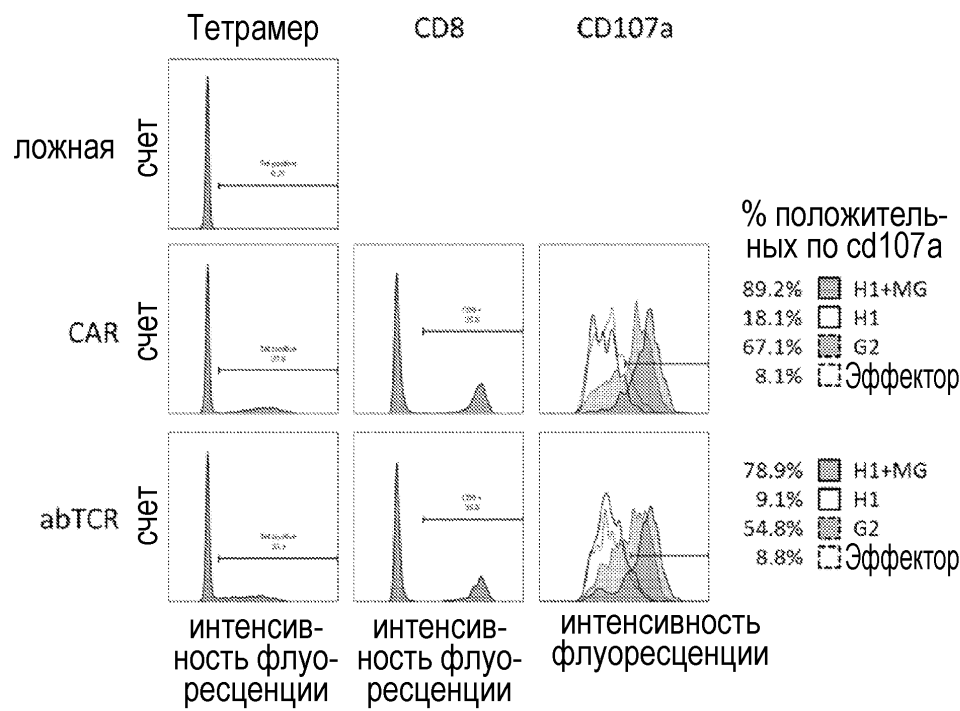 Тетрамер CD8 CD107a
ложная
счет
CAR
счет
% положитель-
ных по cd107a
89.2% H1+MG
18.1% H1
67.1% G2
8.1% Эффектор
abTCR
счет
78.9% H1+MG
9.1% H1
54.8% G2
8.8% Эффектор
интенсив-
ность флуо-
ресценции
интенсив-
ность флуо-
ресценции
интенсивность
флуоресценции